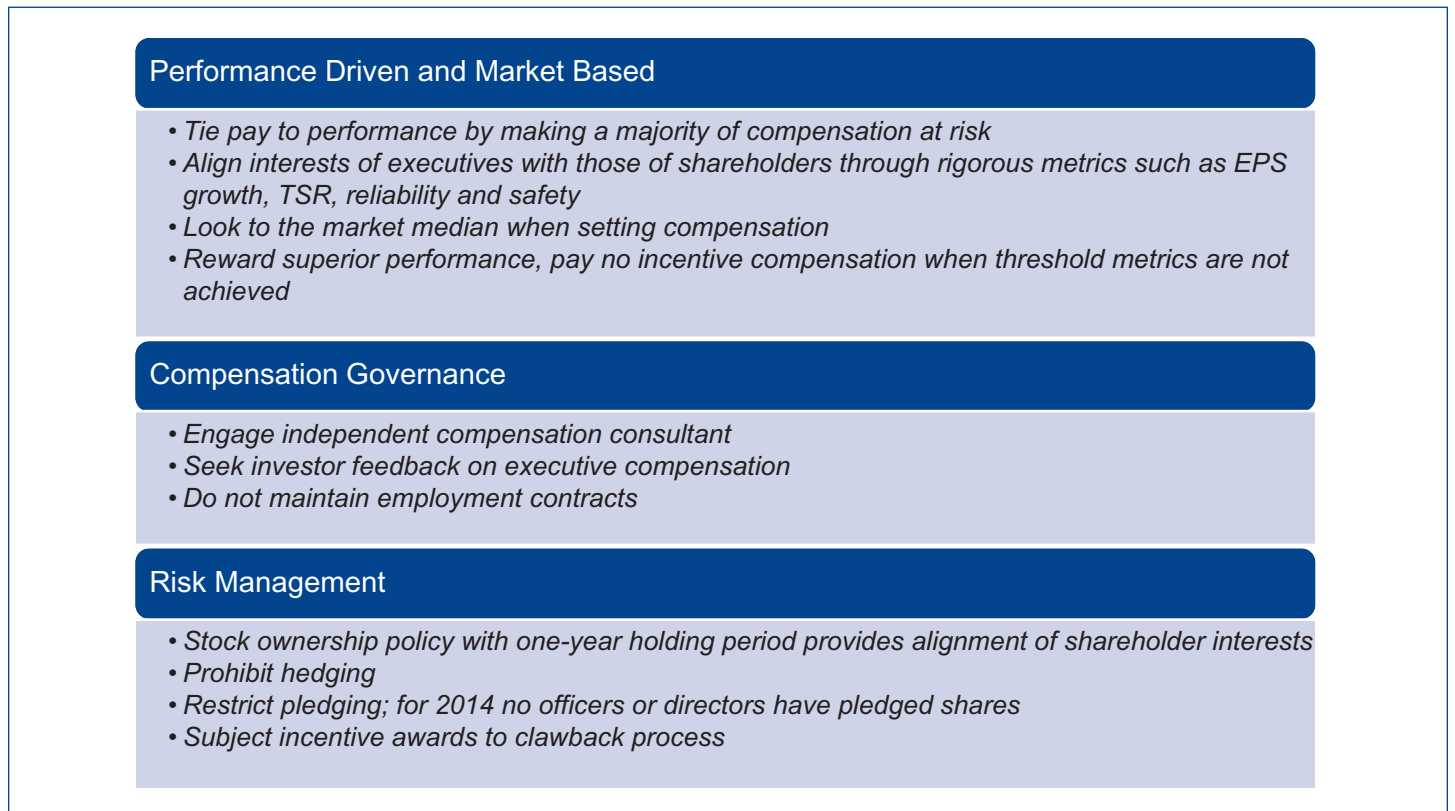 Performance Driven and Market Based
• Tie pay to performance by making a majority of compensation at risk
• Align interests of executives with those of shareholders through rigorous metrics such as EPS
growth, TSR, reliability and safety
• Look to the market median when setting compensation
• Reward superior performance, pay no incentive compensation when threshold metrics are not
achieved
Compensation Governance
• Engage independent compensation consultant
• Seek investor feedback on executive compensation
• Do not maintain employment contracts
Risk Management
• Stock ownership policy with one-year holding period provides alignment of shareholder interests
• Prohibit hedging
• Restrict pledging; for 2014 no officers or directors have pledged shares
• Subject incentive awards to clawback process